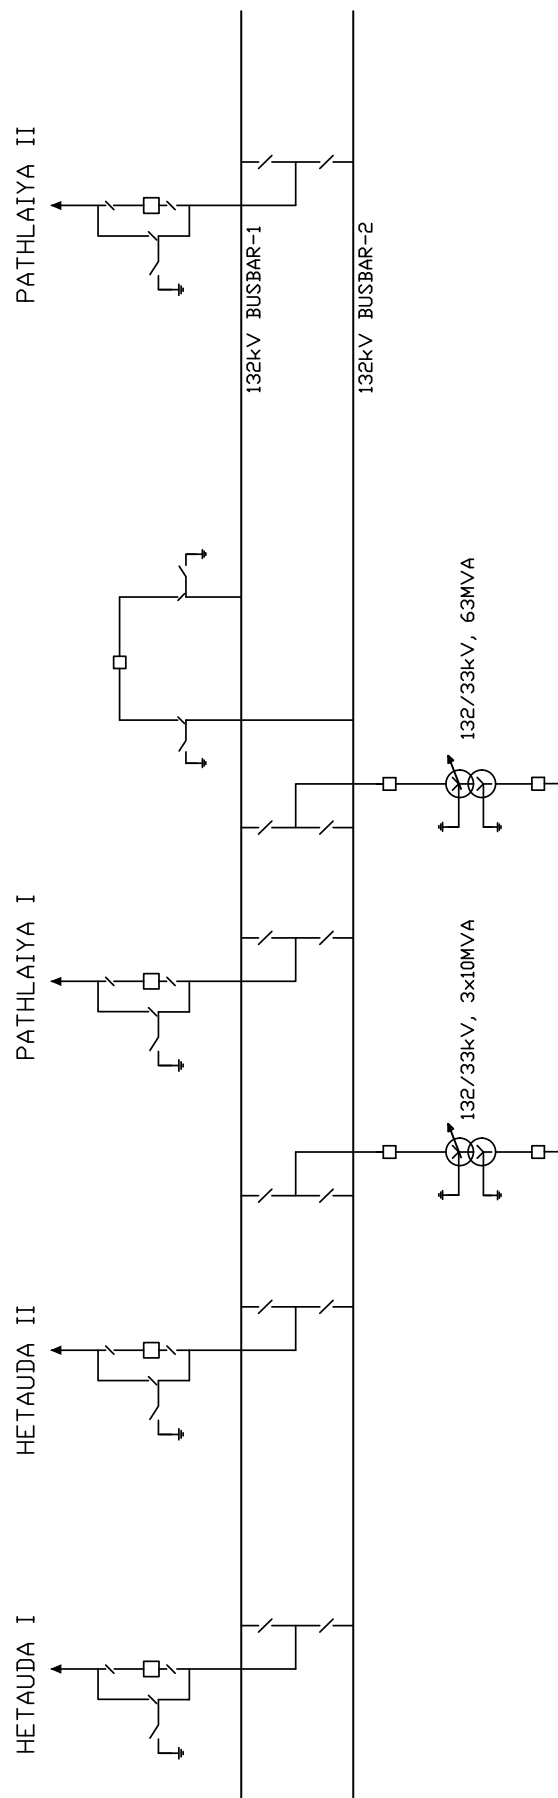 PATHLAIYA II
132kV BUSBAR-1
132kV BUSBAR-2
132/33kV, 63MVA
PATHLAIYA I
132/33kV, 3x10MVA
HETAUDA II
HETAUDA I